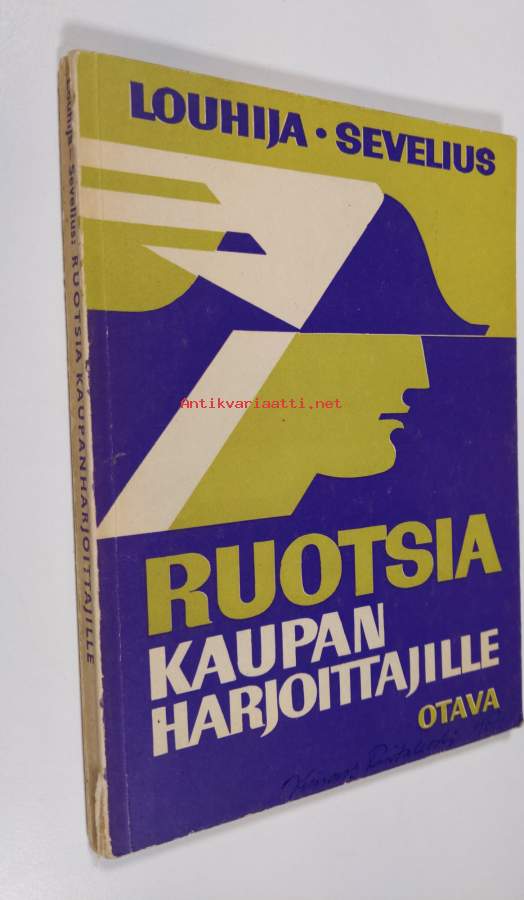 LOUHIJA • SEVELIUS
Louhija - Sevelius: RUOTSIA KAUPANHARJOITTAJILLE
Antikvariaatti.net
RUOTSIA
KAUPAN
HARJOITTAJILLE
OTAVA